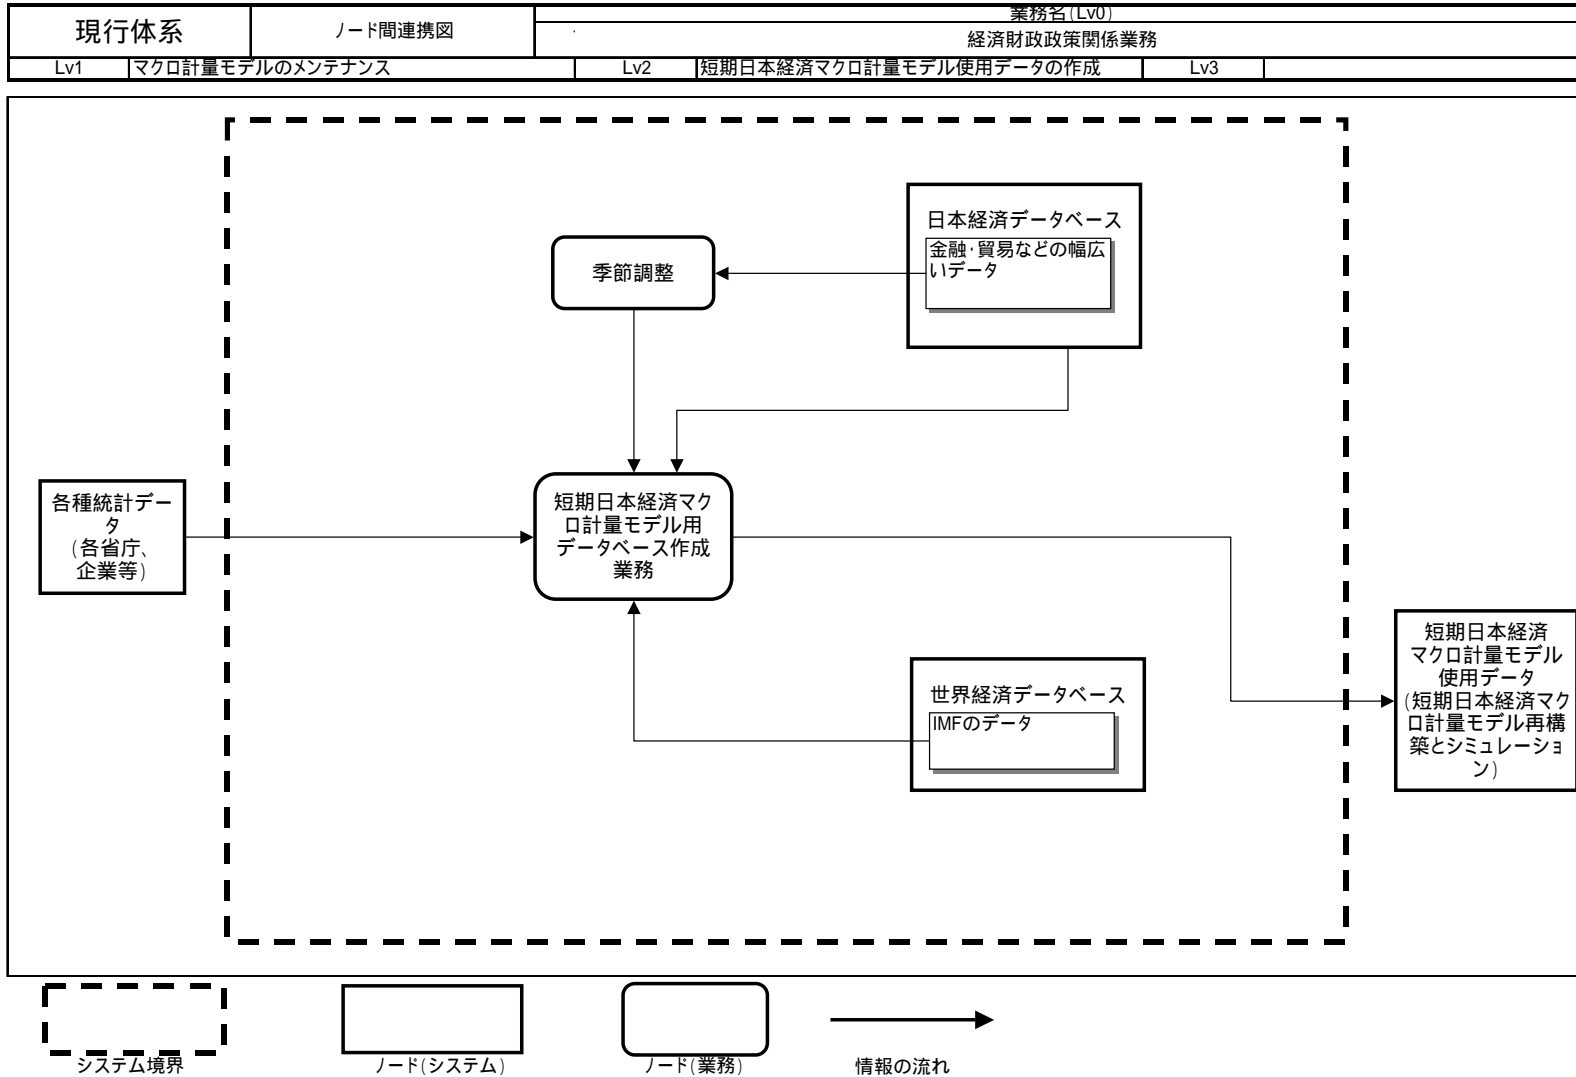 現行体系
ノード間連携図
業務名(Lv0)
経済財政政策関係業務
Lv1
マクロ計量モデルのメンテナンス
Lv2
短期日本経済マクロ計量モデル使用データの作成
Lv3
日本経済データベース
金融・貿易などの幅広
いデータ
季節調整
各種統計デー
タ
(各省庁、
企業等)
短期日本経済マク
ロ計量モデル用
データベース作成
業務
世界経済データベース
IMFのデータ
短期日本経済
マクロ計量モデル
使用データ
(短期日本経済マク
ロ計量モデル再構
築とシミュレーショ
ン)
システム境界
ノード(システム)
ノード(業務)
情報の流れ